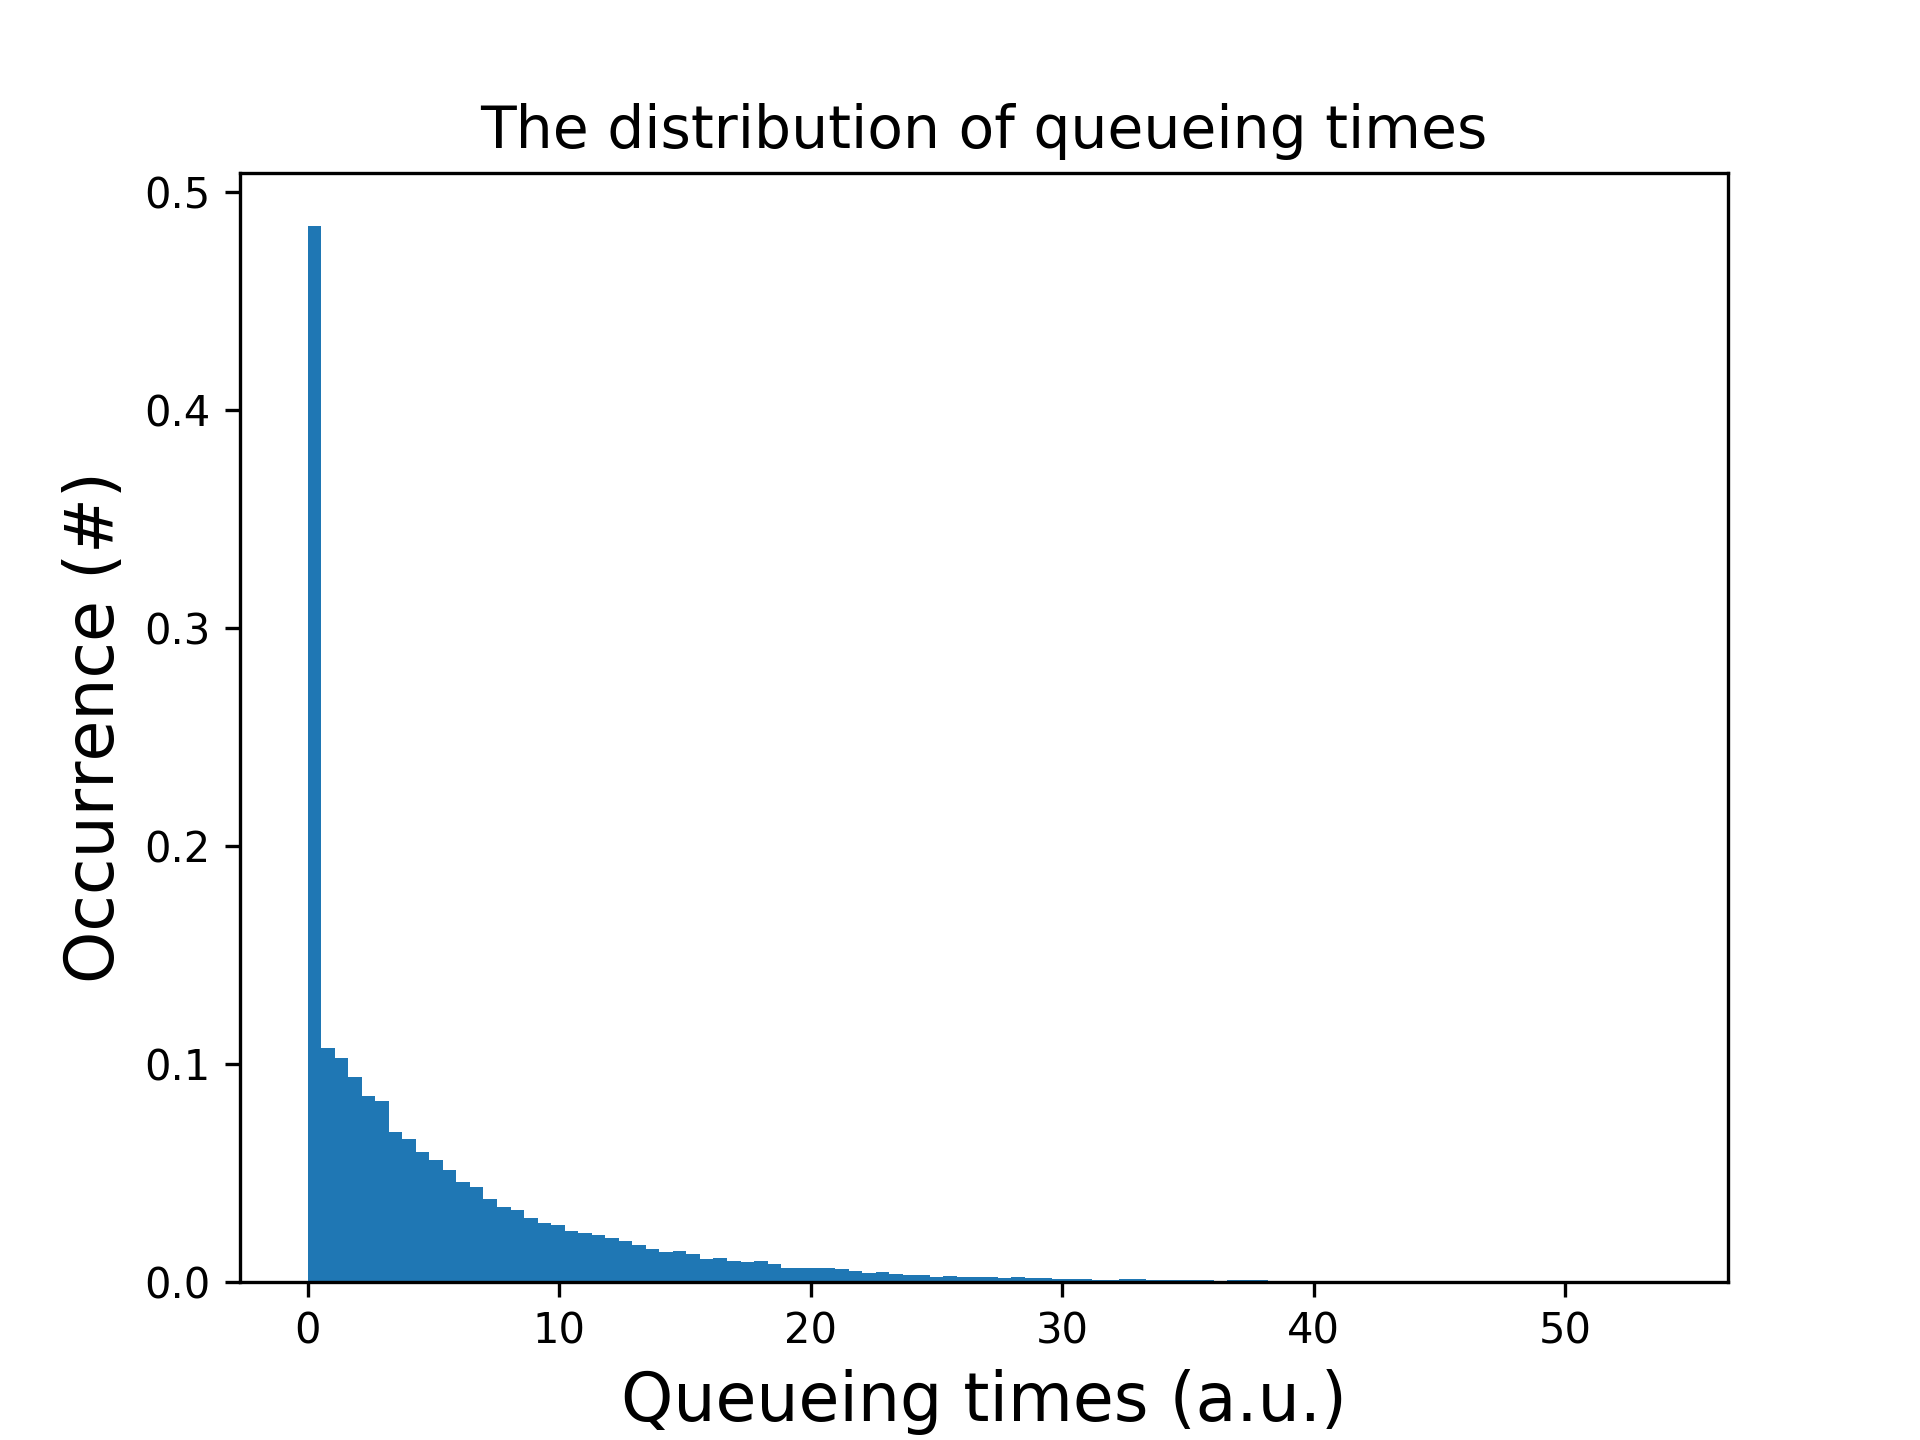 The distribution of queueing times
Occurrence (#)
0.5
0.4
0.3
0.2
0.1
0.0
0 10 20 30 40 50
Queueing times (a.u.)